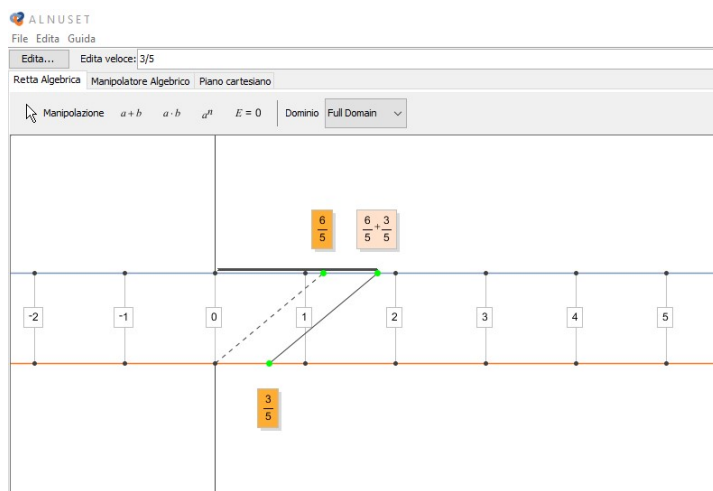 ALNUSET
File Edita Guida
Edita... Edita veloce: 3/5
Retta Algebrica Manipolatore Algebrico Piano cartesiano
Manipolazione a+b a·b aⁿ E = 0 Dominio Full Domain
6/5 6/5+3/5
-2 -1 0 1 2 3 4 5
3/5